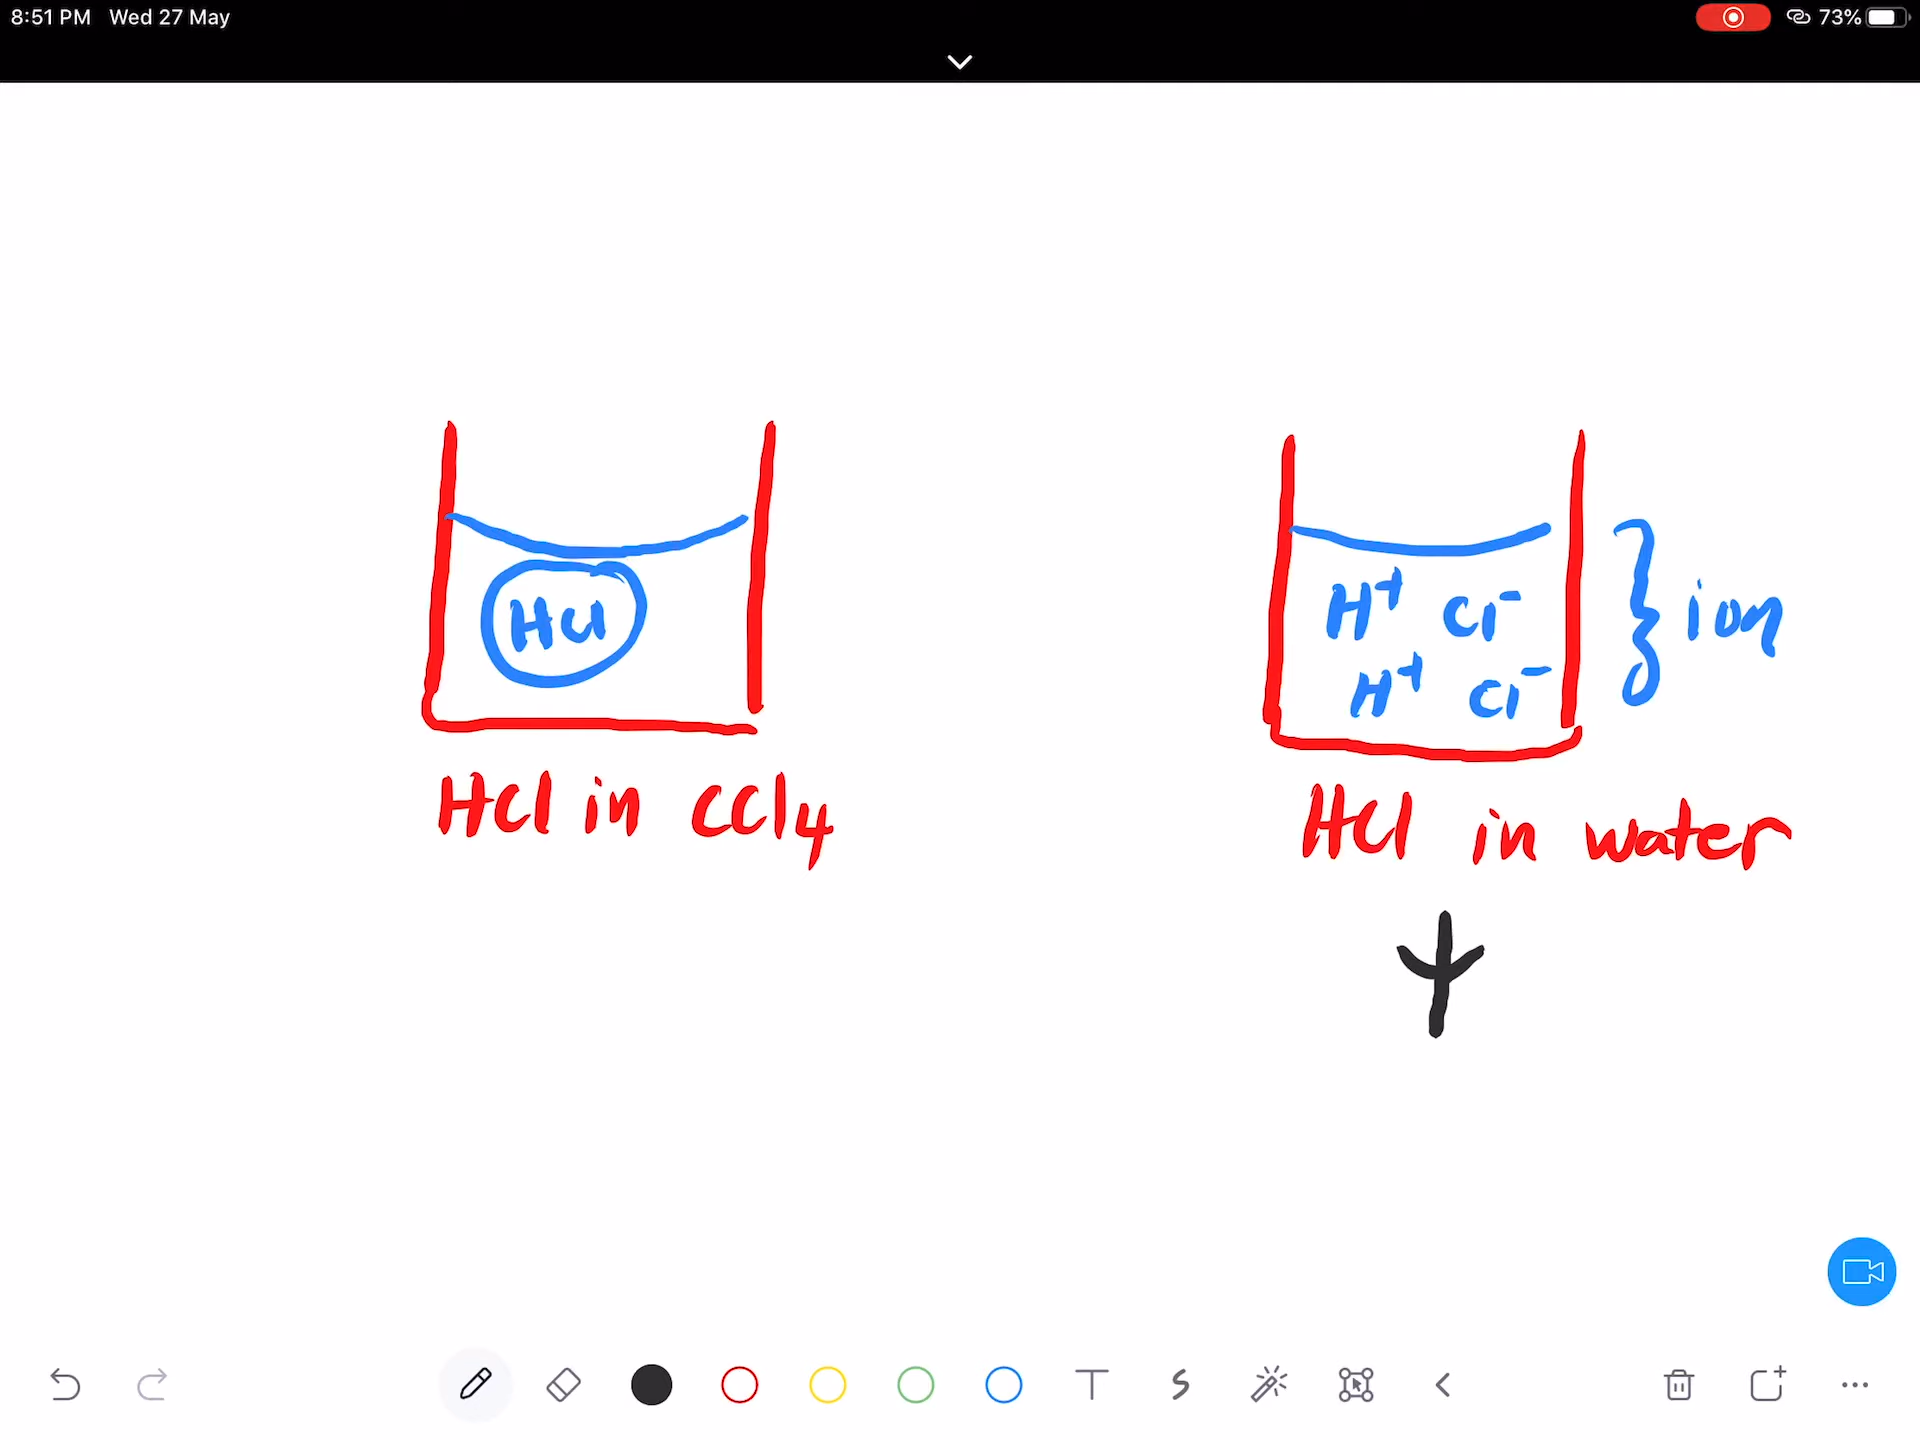 8:51 PM Wed 27 May
73%
HCl
H⁺ Cl⁻
H⁺ Cl⁻
ion
HCl in CCl₄
HCl in water